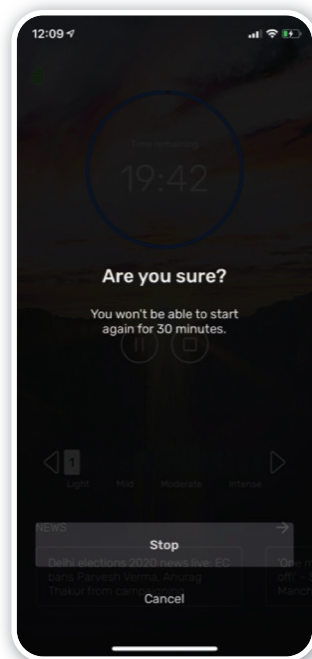 12:09
Time remaining
19:42
Are you sure?
You won't be able to start
again for 30 minutes.
1
Light Mild Moderate Intense
NEWS
Stop
Delhi elections 2020 news live: EC
bans Parvesh Verma, Anurag
Thakur from
Cancel